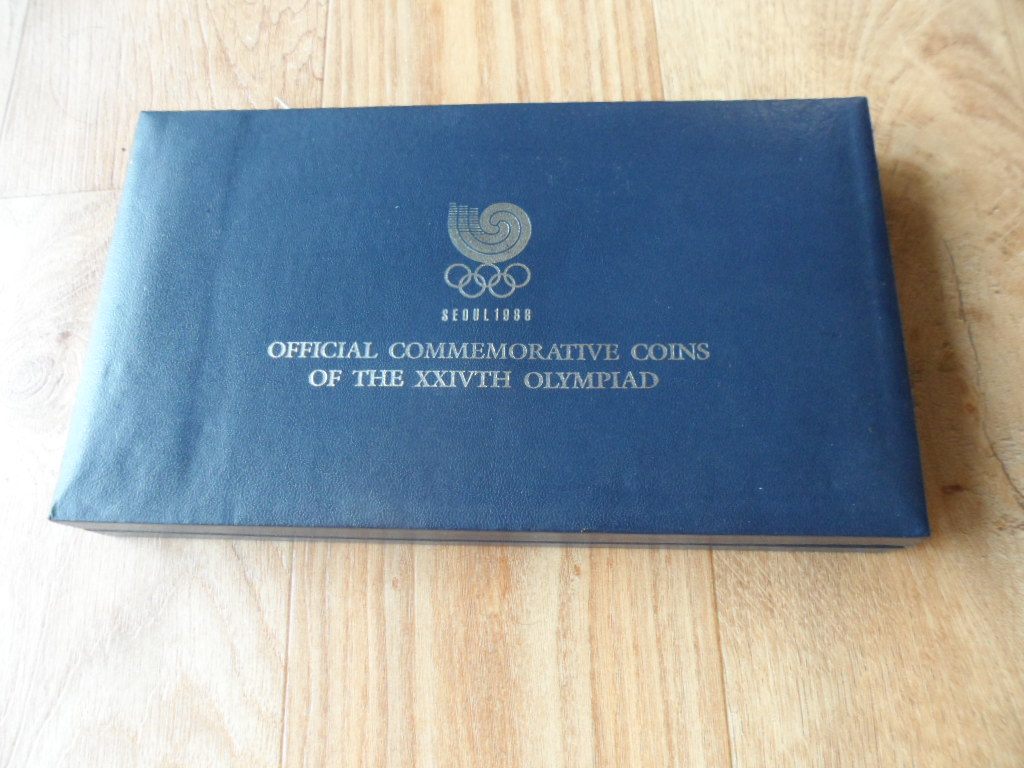 SEOUL 1988
OFFICIAL COMMEMORATIVE COINS
OF THE XXIVTH OLYMPIAD